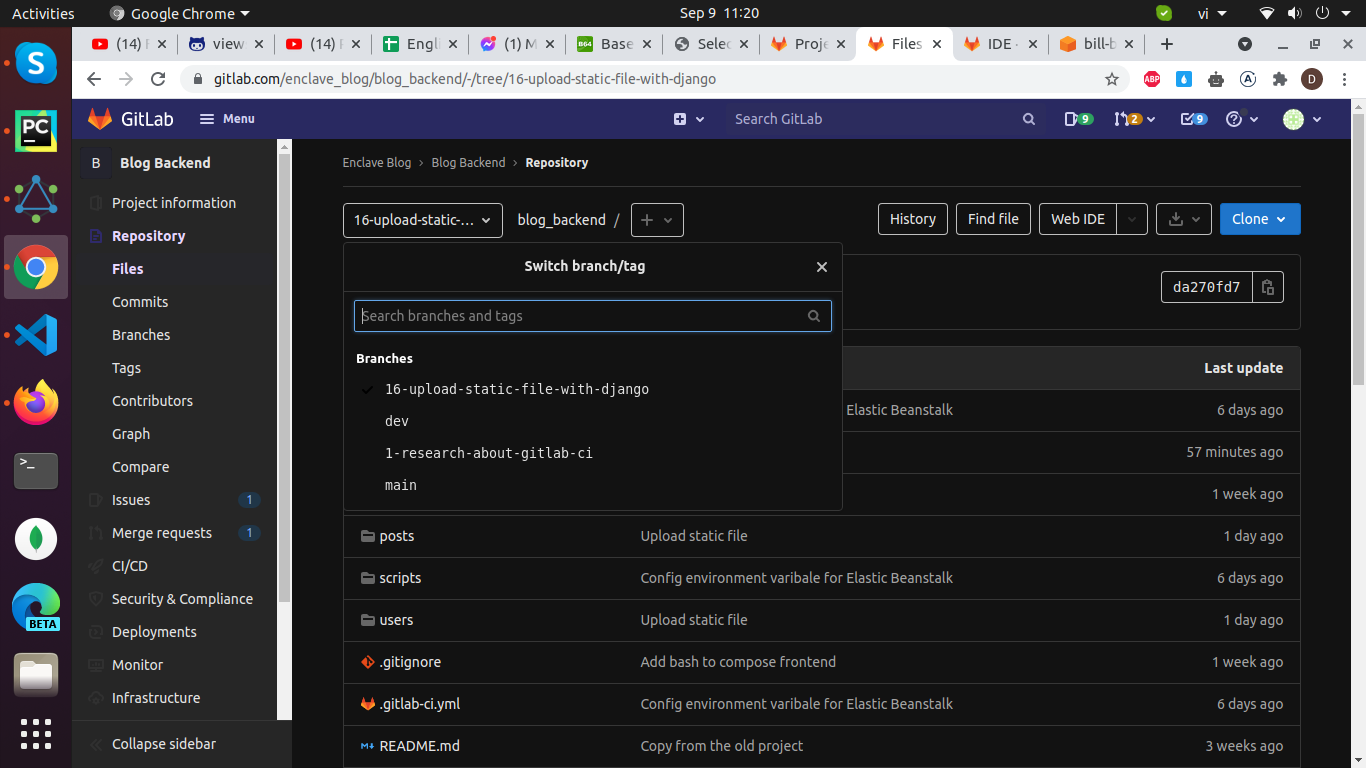 Activities
Google Chrome
Sep 9 11:20
vi
(14)
view
(14)
Engli
(1) M
Base
Selec
Proje
Files
IDE
bill-b
gitlab.com/enclave_blog/blog_backend/-/tree/16-upload-static-file-with-django
ABP
A
D
GitLab
Menu
Search GitLab
9
2
9
B
Blog Backend
Project information
Repository
Files
Commits
Branches
Tags
Contributors
Graph
Compare
Issues 1
Merge requests 1
CI/CD
Security & Compliance
Deployments
Monitor
Infrastructure
Collapse sidebar
Enclave Blog › Blog Backend › Repository
16-upload-static-...
blog_backend /
History
Find file
Web IDE
Clone
Switch branch/tag
da270fd7
Search branches and tags
Branches
16-upload-static-file-with-django
dev
1-research-about-gitlab-ci
main
Last update
Elastic Beanstalk 6 days ago
57 minutes ago
1 week ago
posts Upload static file 1 day ago
scripts Config environment varibale for Elastic Beanstalk 6 days ago
users Upload static file 1 day ago
.gitignore Add bash to compose frontend 1 week ago
.gitlab-ci.yml Config environment varibale for Elastic Beanstalk 6 days ago
README.md Copy from the old project 3 weeks ago
S
PC
>_
BETA